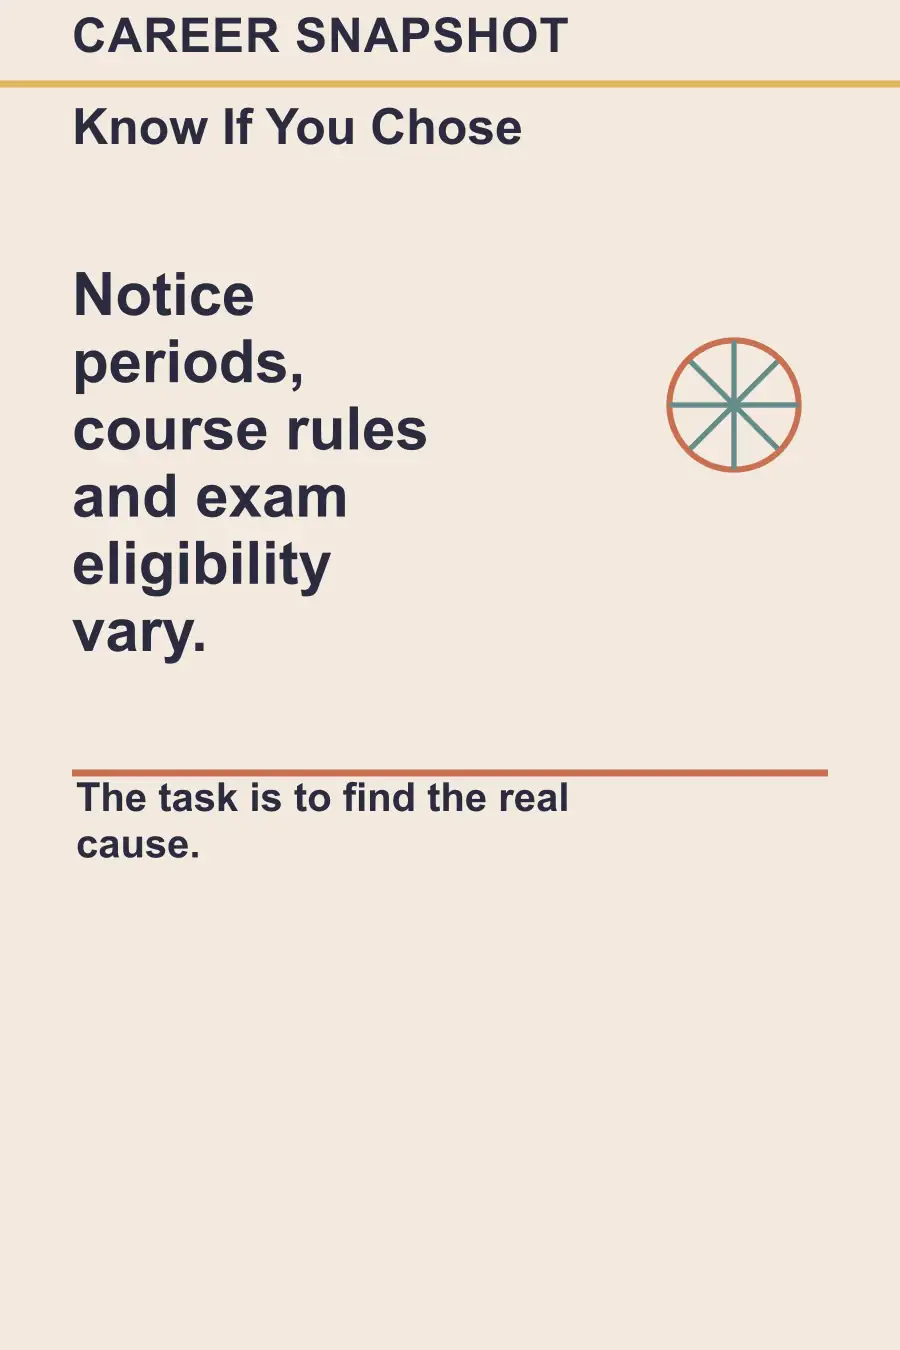 CAREER SNAPSHOT
Know If You Chose
Notice
periods,
course rules
and exam
eligibility
vary.
The task is to find the real
cause.